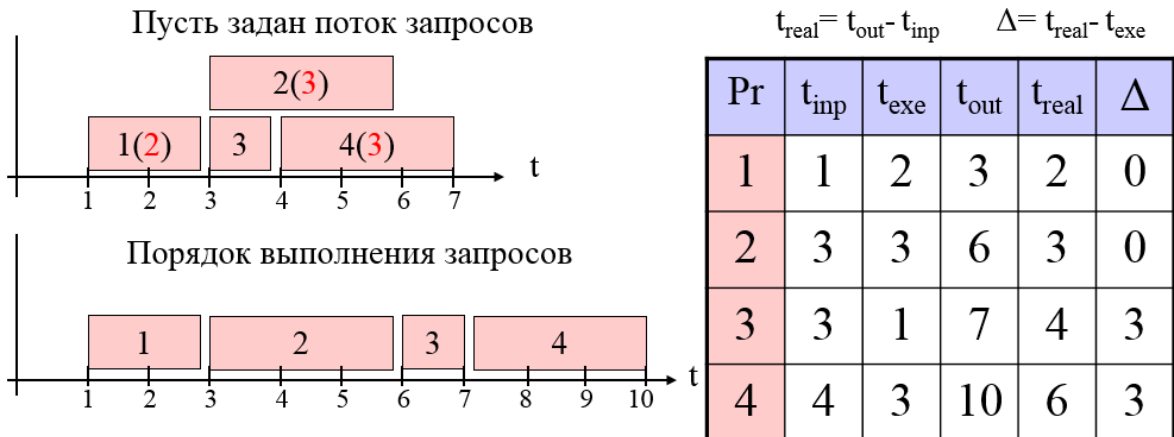 Пусть задан поток запросов
2(3)
1(2) 3 4(3)
t
1 2 3 4 5 6 7
Порядок выполнения запросов
1 2 3 4
t
1 2 3 4 5 6 7 8 9 10
t_real= t_out- t_inp Δ= t_real- t_exe
Pr t_inp t_exe t_out t_real Δ
1 1 2 3 2 0
2 3 3 6 3 0
3 3 1 7 4 3
4 4 3 10 6 3